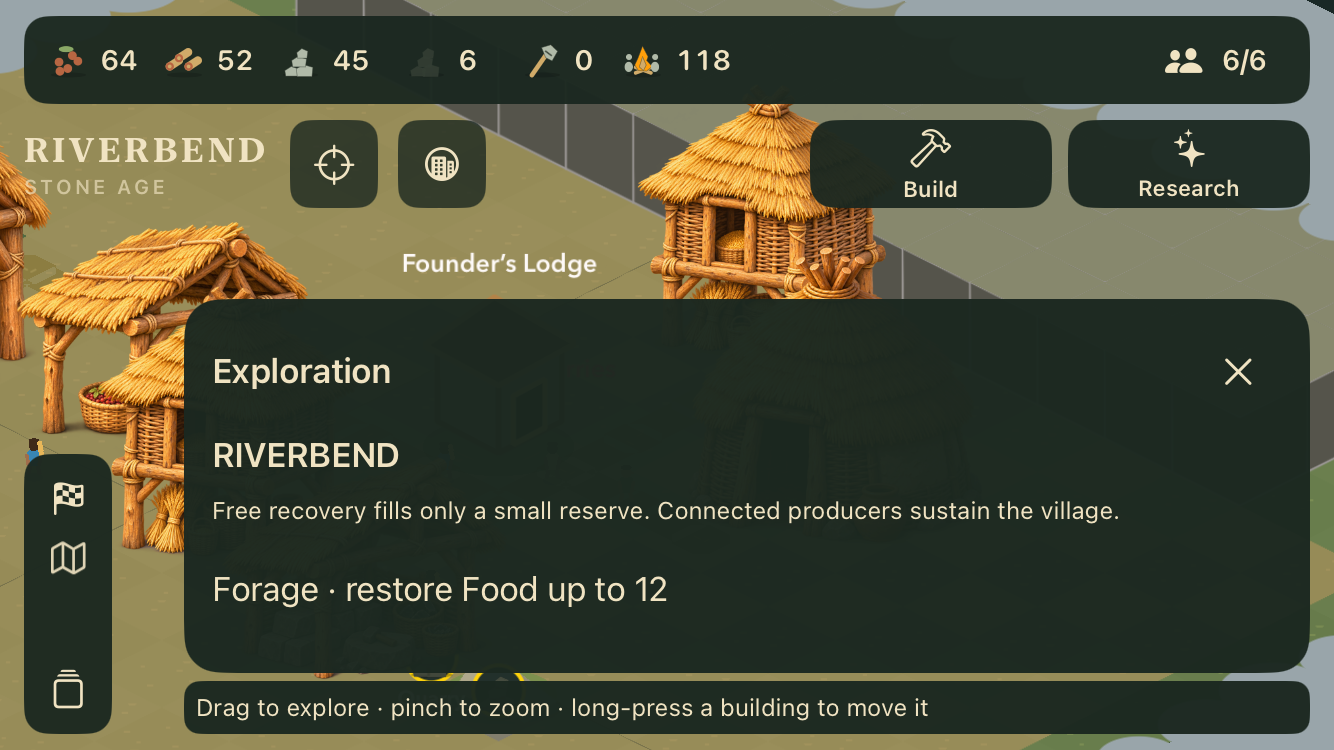 64 52 45 6 0 118 6/6
RIVERBEND
STONE AGE
Build
Research
Founder's Lodge
Exploration
RIVERBEND
Free recovery fills only a small reserve. Connected producers sustain the village.
Forage · restore Food up to 12
Drag to explore · pinch to zoom · long-press a building to move it